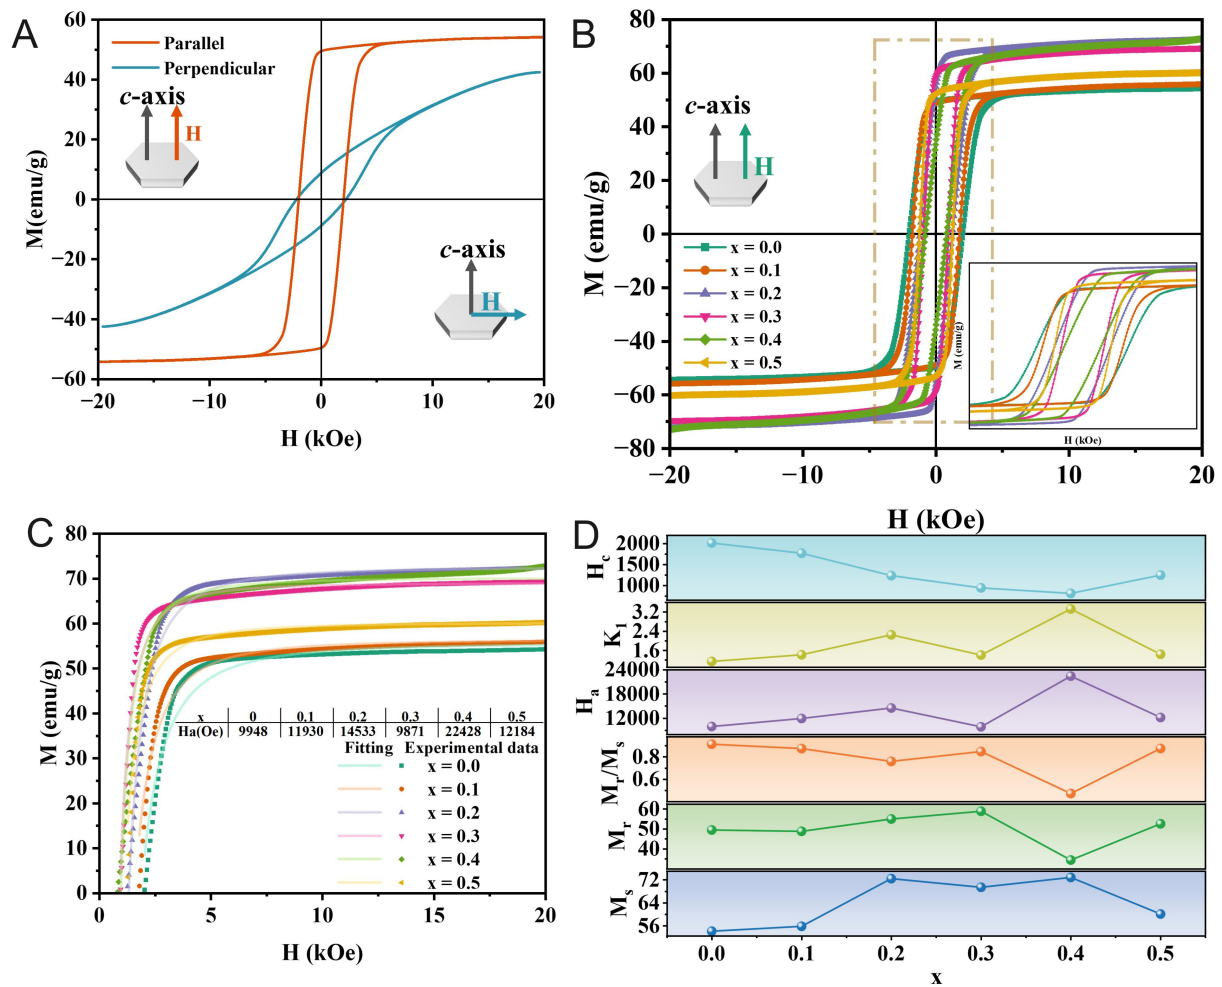 A
60
40
20
0
−20
−40
−60
M(emu/g)
Parallel
Perpendicular
c-axis
H
c-axis
H
−20
−10
0
10
20
H (kOe)
B
80
60
40
20
0
−20
−40
−60
−80
M (emu/g)
c-axis
H
x = 0.0
x = 0.1
x = 0.2
x = 0.3
x = 0.4
x = 0.5
M (emu/g)
H (kOe)
−20
−10
0
10
20
H (kOe)
C
80
70
60
50
40
30
20
10
0
M (emu/g)
x 0 0.1 0.2 0.3 0.4 0.5
Ha(Oe) 9948 11930 14533 9871 22428 12184
Fitting Experimental data
x = 0.0
x = 0.1
x = 0.2
x = 0.3
x = 0.4
x = 0.5
0
5
10
15
20
H (kOe)
D
Hc
2000
1500
1000
K1
3.2
2.4
1.6
Ha
24000
18000
12000
Mr/Ms
0.8
0.6
Mr
60
50
40
Ms
72
64
56
0.0
0.1
0.2
0.3
0.4
0.5
x